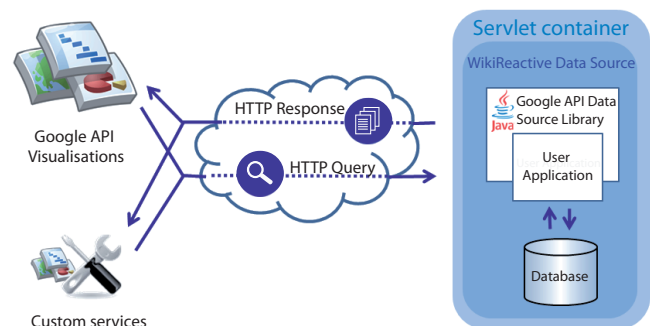 Servlet container
WikiReactive Data Source
HTTP Response
Google API Data
Source Library
Java
Google API
Visualisations
HTTP Query
User
Application
Database
Custom services